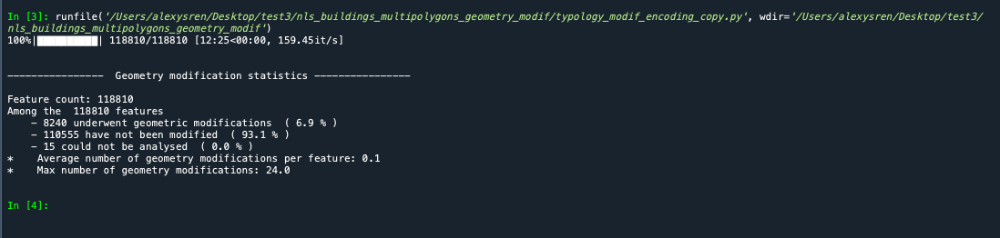 In [3]: runfile('/Users/alexysren/Desktop/test3/nls_buildings_multipolygons_geometry_modif/typology_modif_encoding_copy.py', wdir='/Users/alexysren/Desktop/test3/
nls_buildings_multipolygons_geometry_modif')
100%|██████████| 118810/118810 [12:25<00:00, 159.45it/s]
----------------  Geometry modification statistics ----------------
Feature count: 118810
Among the  118810 features
    - 8240 underwent geometric modifications  ( 6.9 % )
    - 110555 have not been modified  ( 93.1 % )
    - 15 could not be analysed  ( 0.0 % )
*    Average number of geometry modifications per feature: 0.1
*    Max number of geometry modifications: 24.0
In [4]: